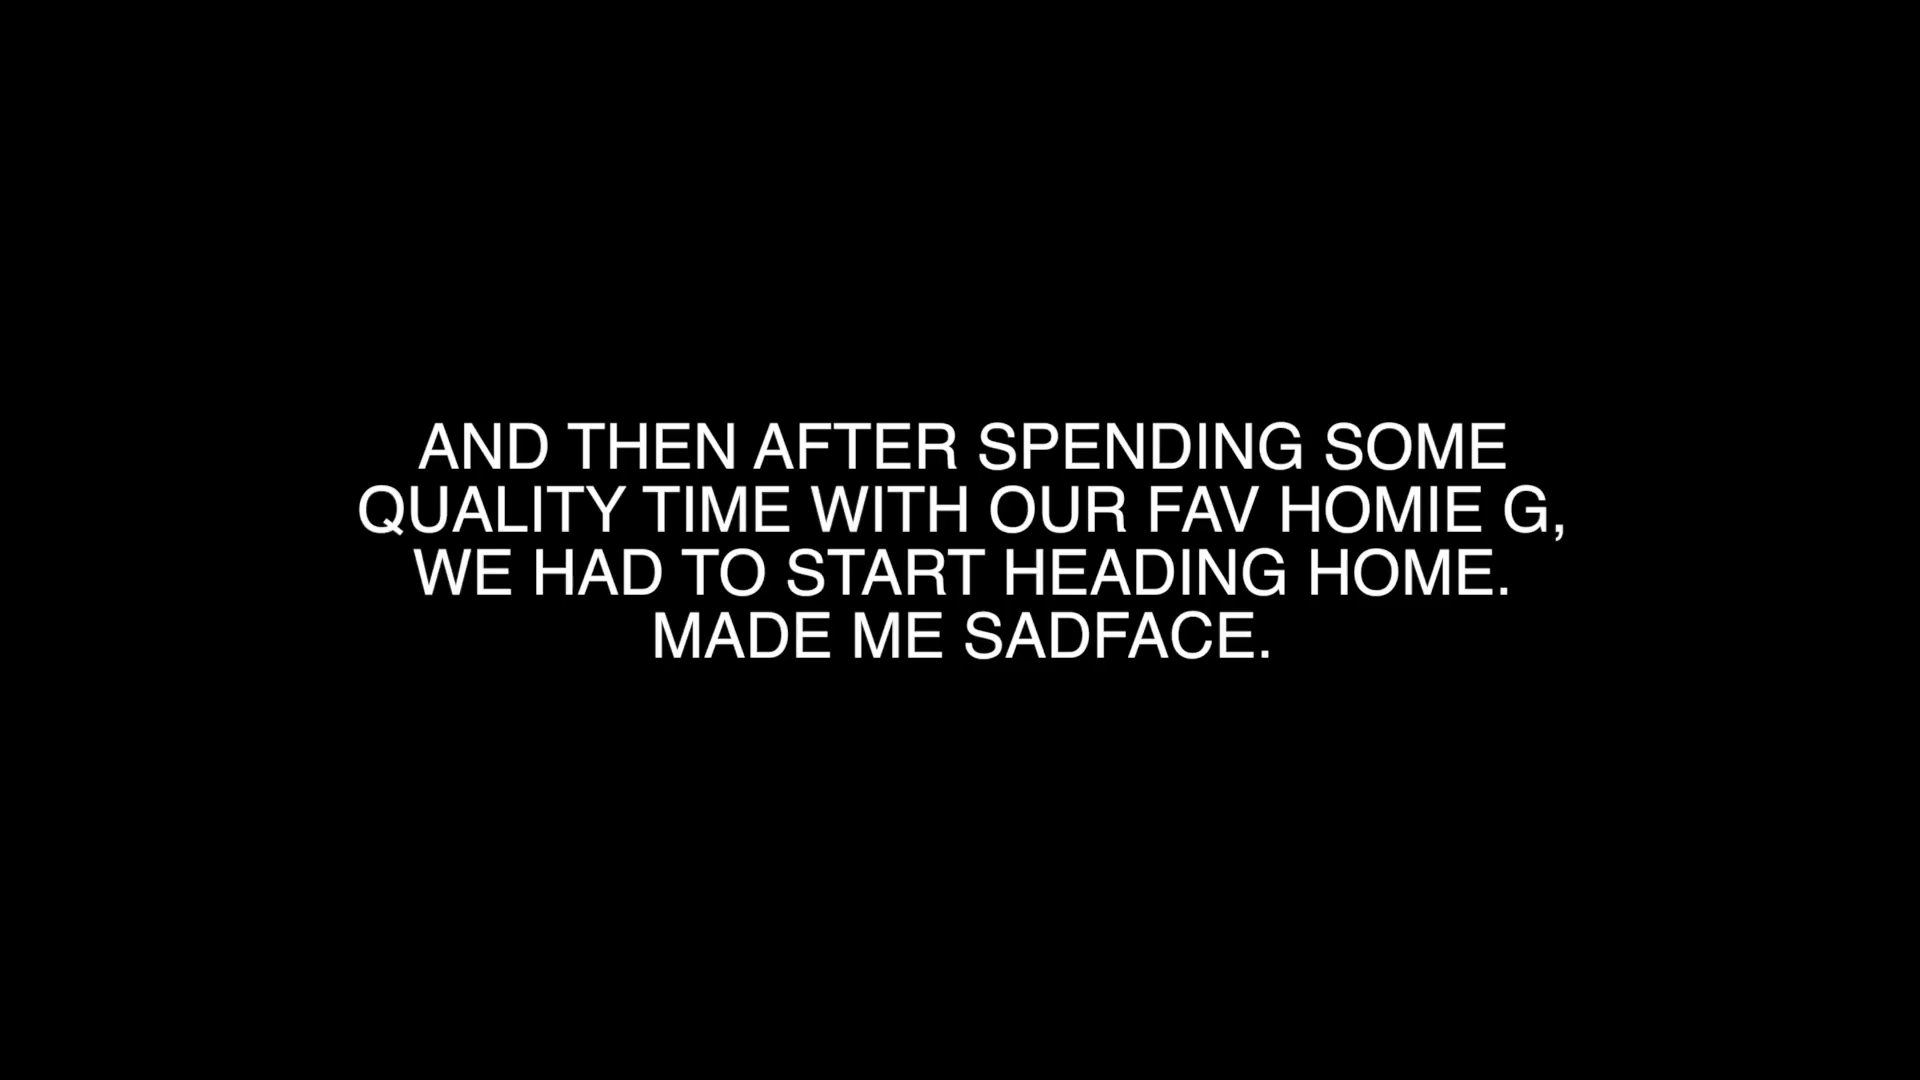 AND THEN AFTER SPENDING SOME
QUALITY TIME WITH OUR FAV HOMIE G,
WE HAD TO START HEADING HOME.
MADE ME SADFACE.